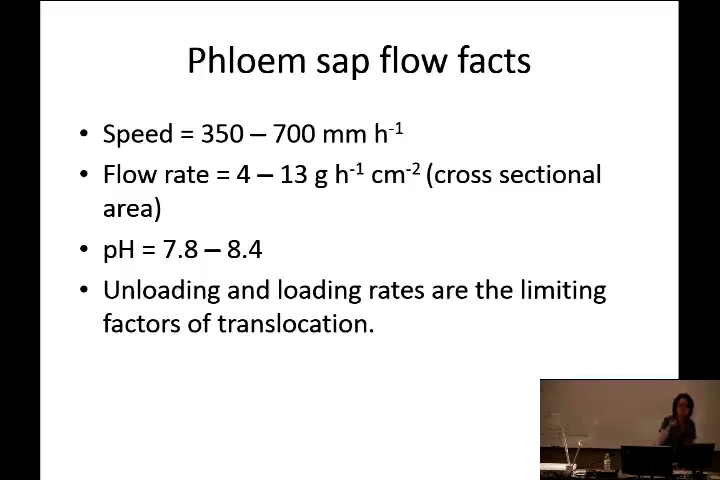 Phloem sap flow facts
• Speed = 350 – 700 mm h⁻¹
• Flow rate = 4 – 13 g h⁻¹ cm⁻² (cross sectional
area)
• pH = 7.8 – 8.4
• Unloading and loading rates are the limiting
factors of translocation.